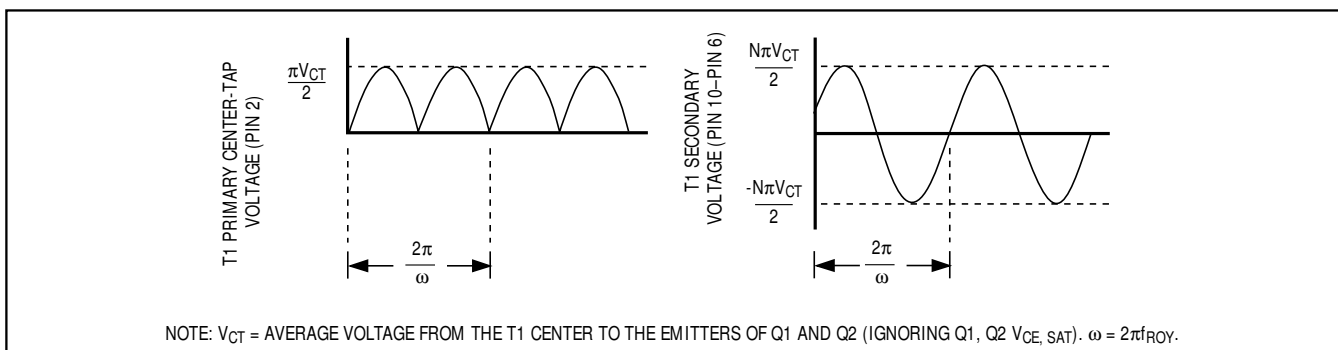 T1 PRIMARY CENTER-TAP
VOLTAGE (PIN 2)
πV_CT
2
2π
ω
T1 SECONDARY
VOLTAGE (PIN 10–PIN 6)
NπV_CT
2
-NπV_CT
2
2π
ω
NOTE: V_CT = AVERAGE VOLTAGE FROM THE T1 CENTER TO THE EMITTERS OF Q1 AND Q2 (IGNORING Q1, Q2 V_CE, SAT). ω = 2πf_ROY.